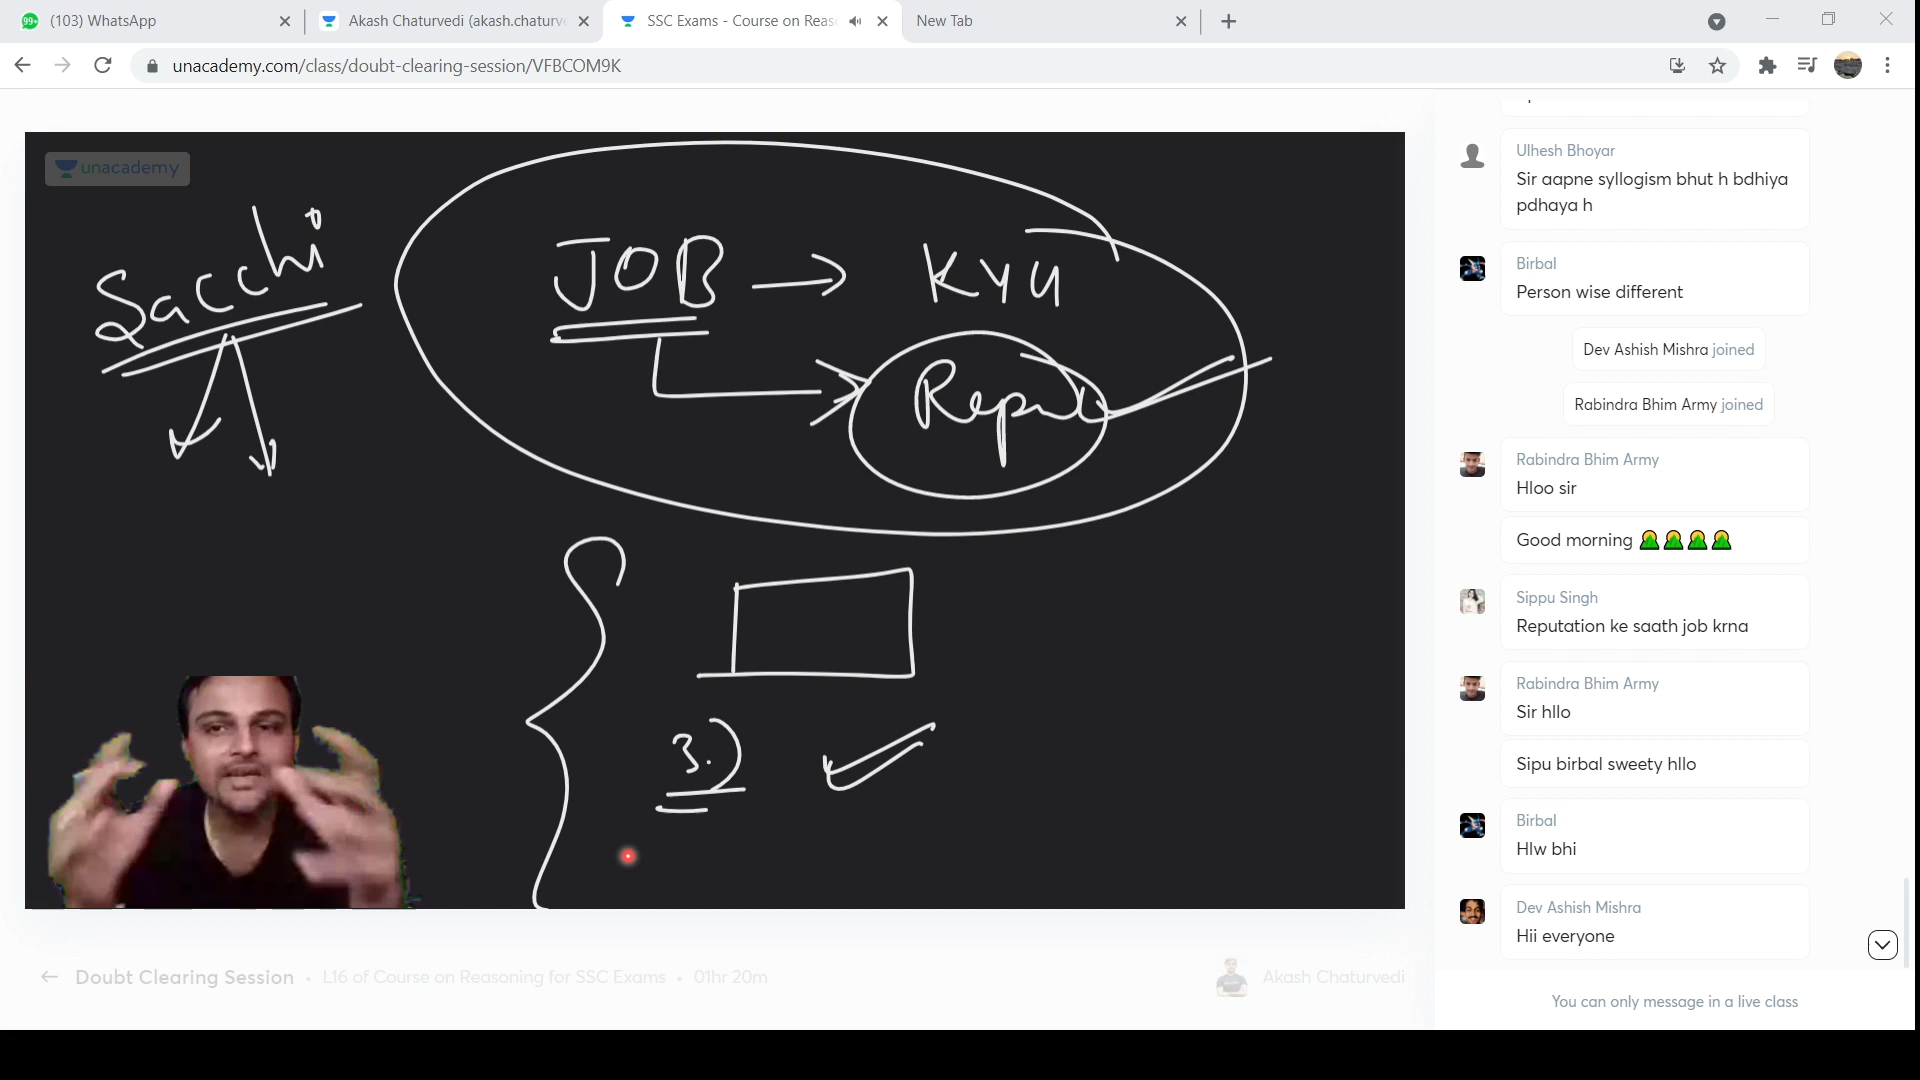 (103) WhatsApp
Akash Chaturvedi (akash.chaturv
SSC Exams - Course on Reas
New Tab
unacademy.com/class/doubt-clearing-session/VFBCOM9K
unacademy
Sacchi
JOB → Kyu
Reput
3.)
Ulhesh Bhoyar
Sir aapne syllogism bhut h bdhiya
pdhaya h
Birbal
Person wise different
Dev Ashish Mishra joined
Rabindra Bhim Army joined
Rabindra Bhim Army
Hloo sir
Good morning
Sippu Singh
Reputation ke saath job krna
Rabindra Bhim Army
Sir hllo
Sipu birbal sweety hllo
Birbal
Hlw bhi
Dev Ashish Mishra
Hii everyone
You can only message in a live class
Doubt Clearing Session • L16 of Course on Reasoning for SSC Exams • 01hr 20m
Akash Chaturvedi